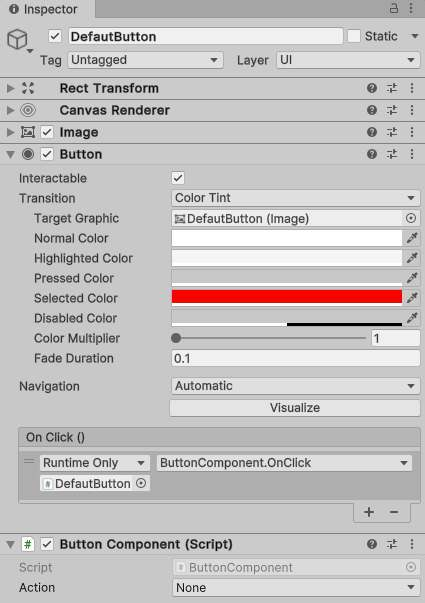 Inspector
DefautButton
Static
Tag Untagged Layer UI
Rect Transform
Canvas Renderer
Image
Button
Interactable
Transition Color Tint
Target Graphic DefautButton (Image)
Normal Color
Highlighted Color
Pressed Color
Selected Color
Disabled Color
Color Multiplier 1
Fade Duration 0.1
Navigation Automatic
Visualize
On Click ()
Runtime Only ButtonComponent.OnClick
DefautButton
Button Component (Script)
Script ButtonComponent
Action None